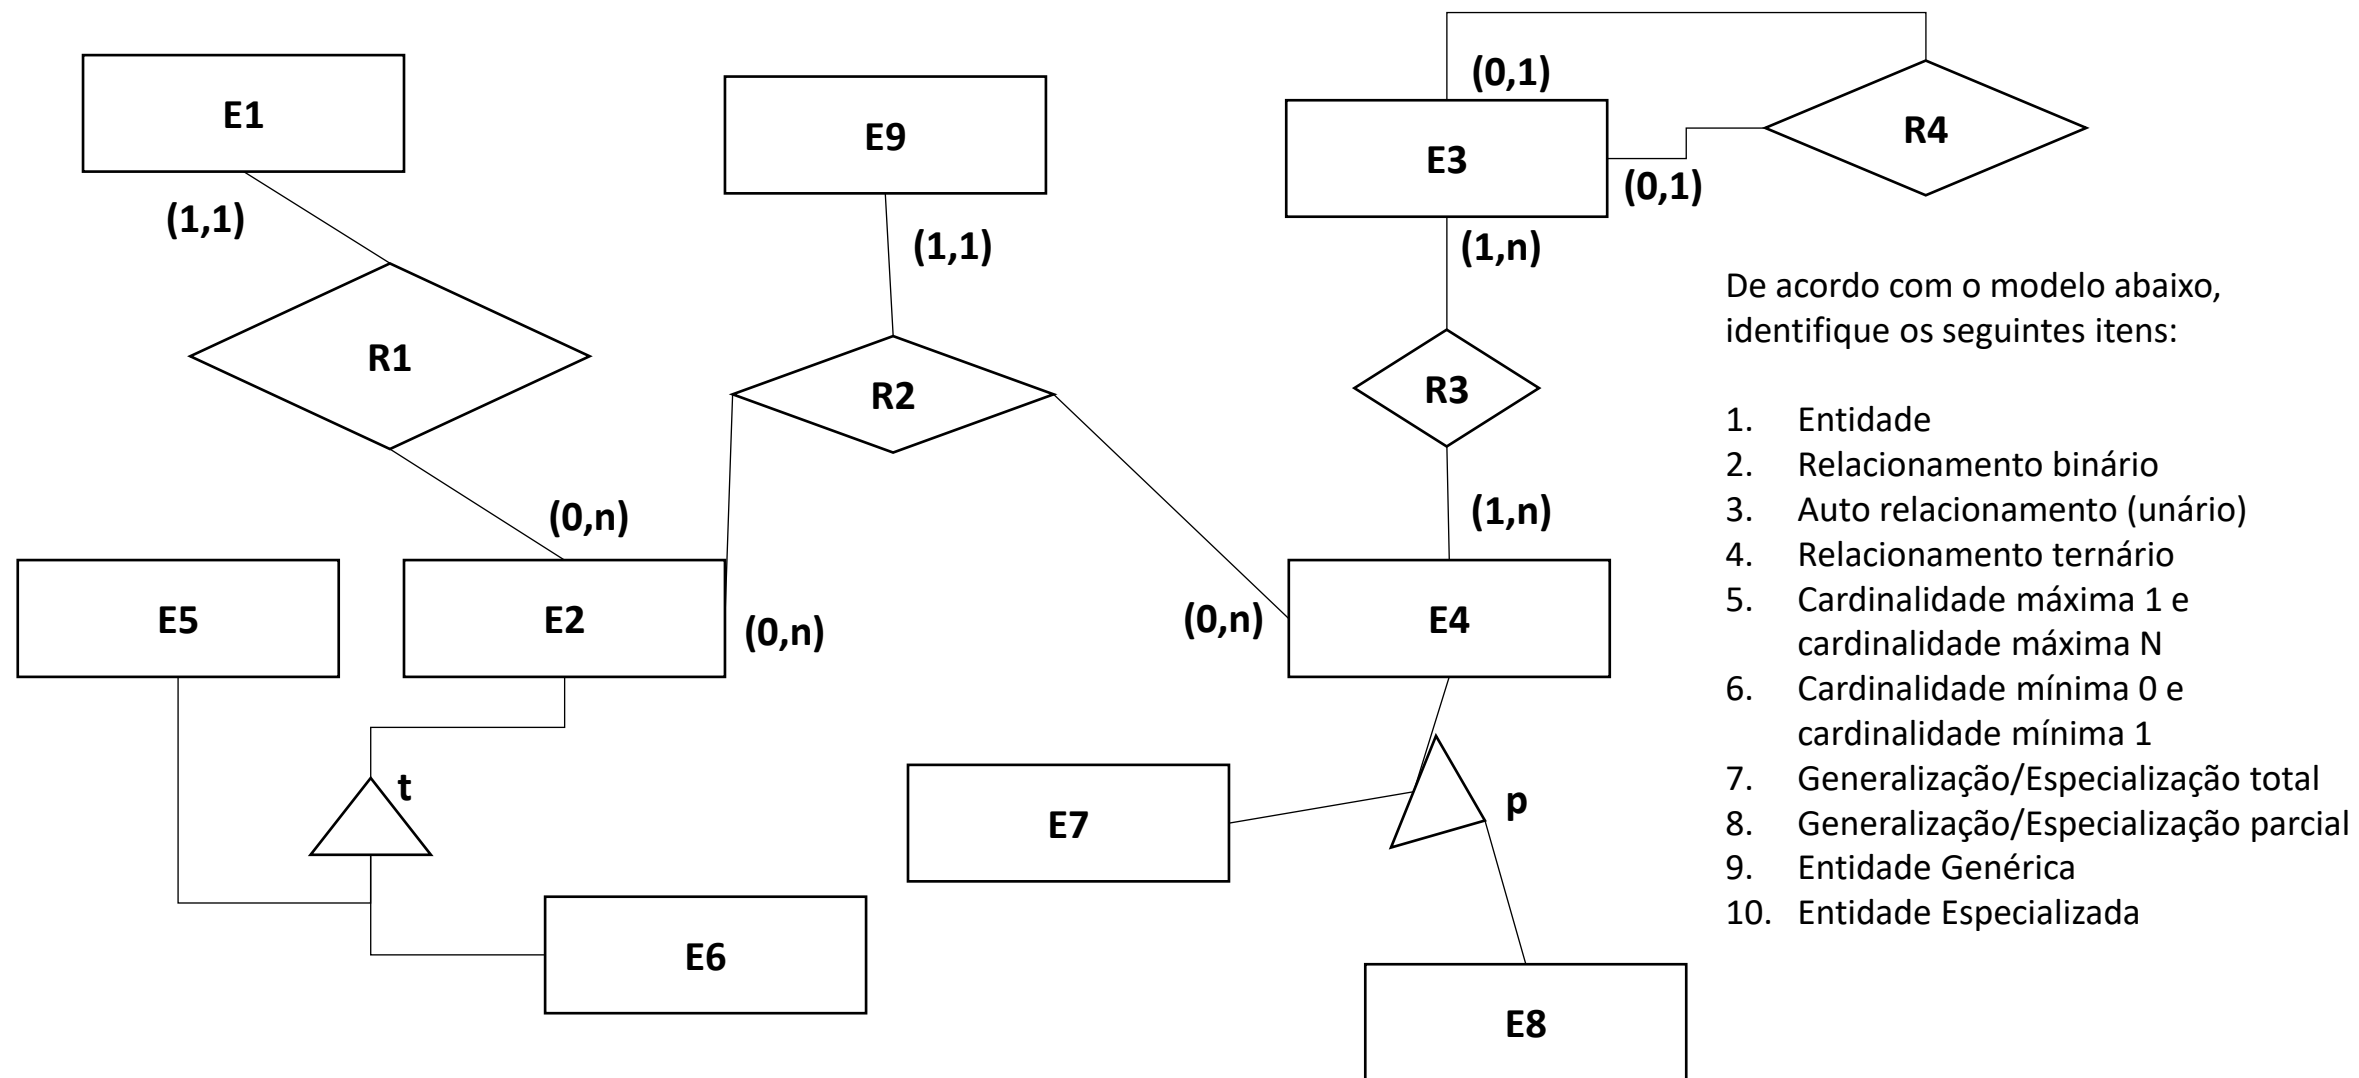 E1
E9
E3
R4
(0,1)
(0,1)
(1,1)
(1,1)
(1,n)
R1
R2
R3
(0,n)
(1,n)
E5
E2
(0,n)
(0,n)
E4
t
p
E7
E6
E8
De acordo com o modelo abaixo,
identifique os seguintes itens:
1. Entidade
2. Relacionamento binário
3. Auto relacionamento (unário)
4. Relacionamento ternário
5. Cardinalidade máxima 1 e
cardinalidade máxima N
6. Cardinalidade mínima 0 e
cardinalidade mínima 1
7. Generalização/Especialização total
8. Generalização/Especialização parcial
9. Entidade Genérica
10. Entidade Especializada